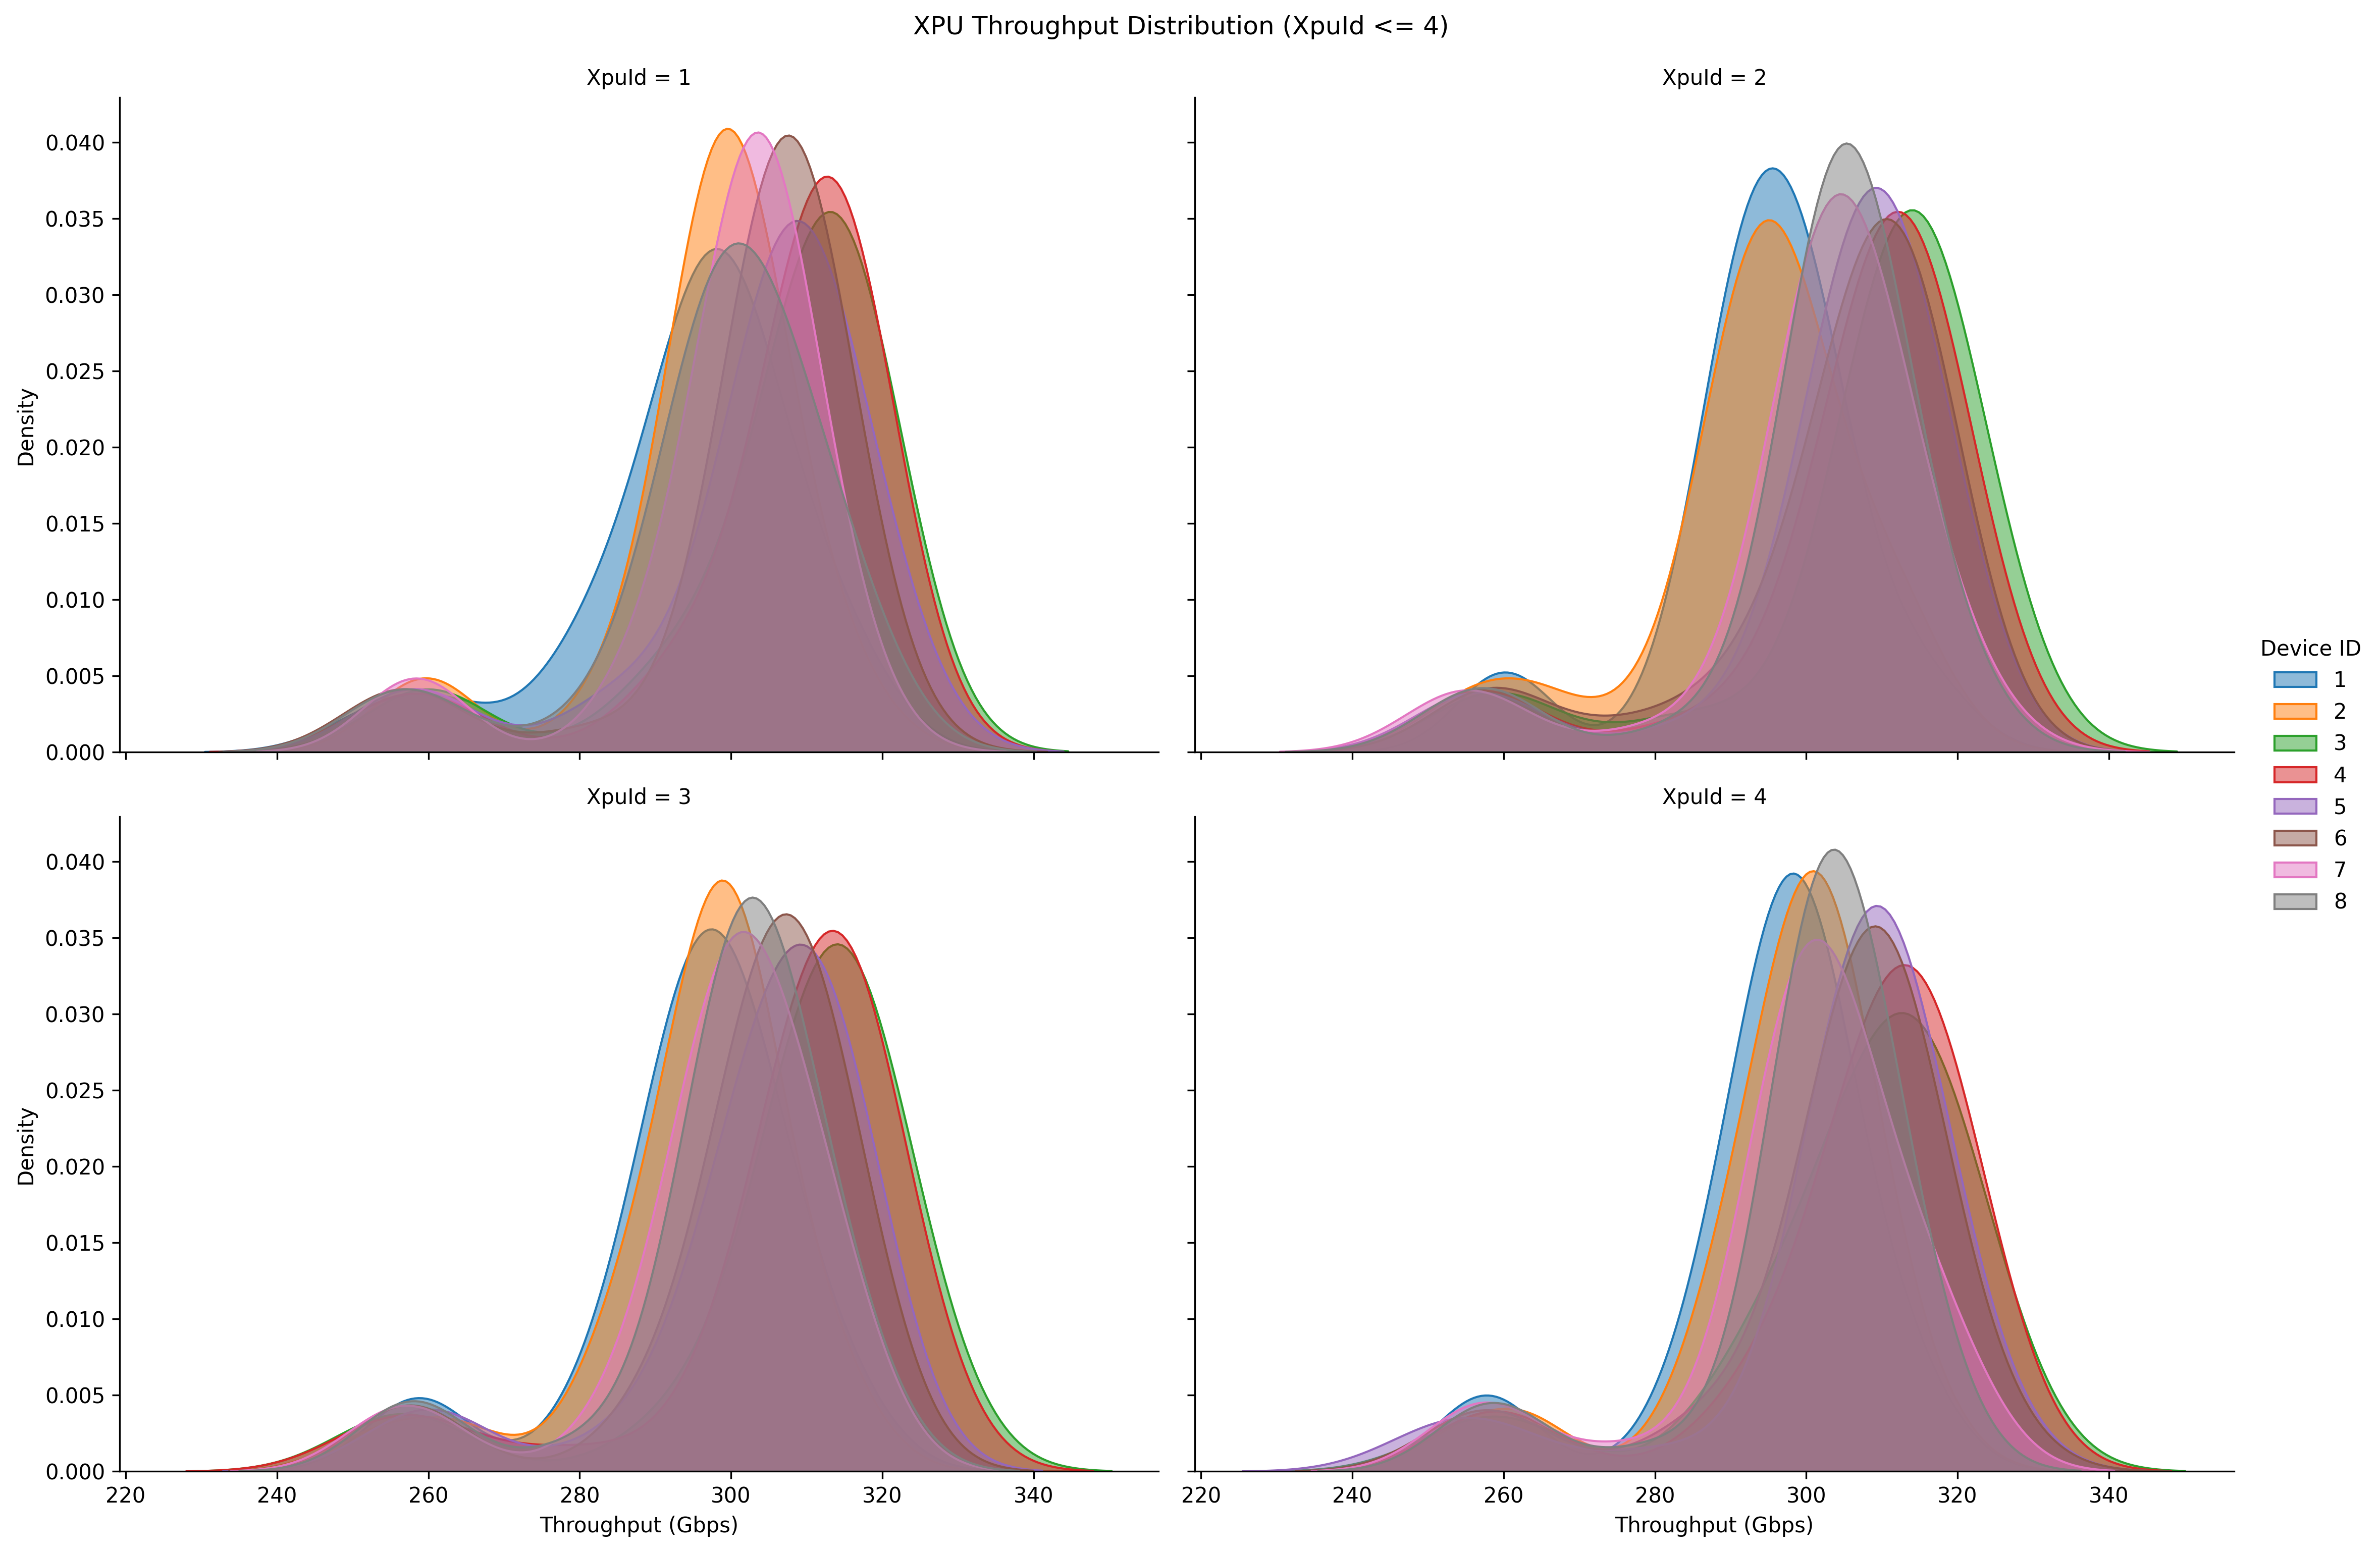 XPU Throughput Distribution (XpuId <= 4)
XpuId = 1
XpuId = 2
0.040
0.035
0.030
0.025
0.020
0.015
0.010
0.005
0.000
Density
Device ID
1
2
3
4
5
6
7
8
XpuId = 3
XpuId = 4
0.040
0.035
0.030
0.025
0.020
0.015
0.010
0.005
0.000
Density
220 240 260 280 300 320 340
220 240 260 280 300 320 340
Throughput (Gbps)
Throughput (Gbps)